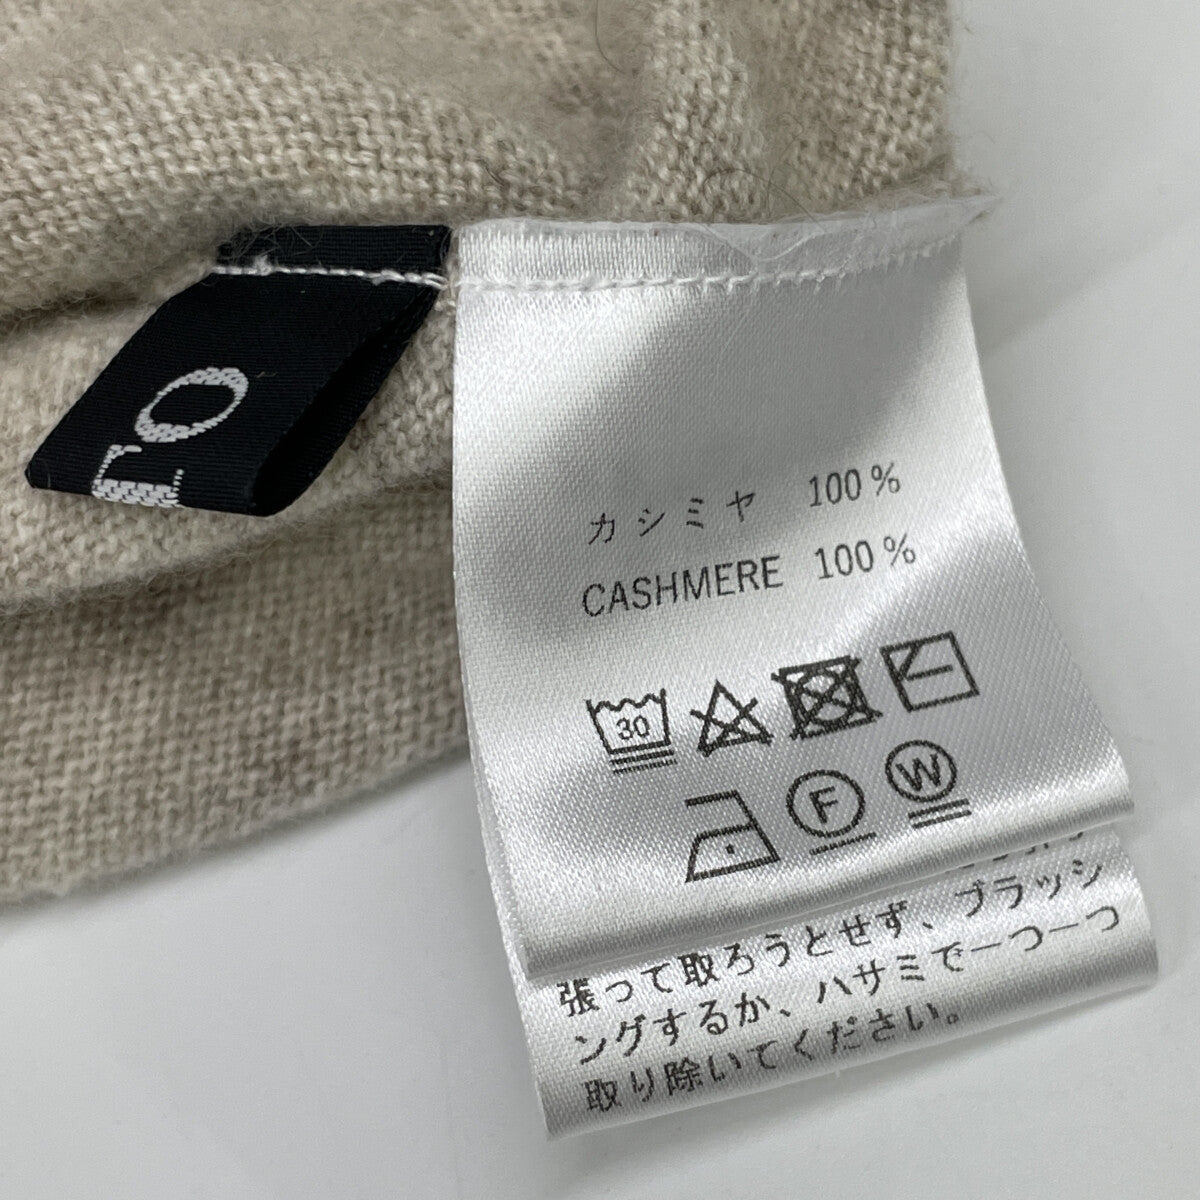 TO
カシミヤ 100%
CASHMERE 100%
30
F
W
張って取ろうとせず、ブラッシ
ングするか、ハサミで一つ一つ
取り除いてください。